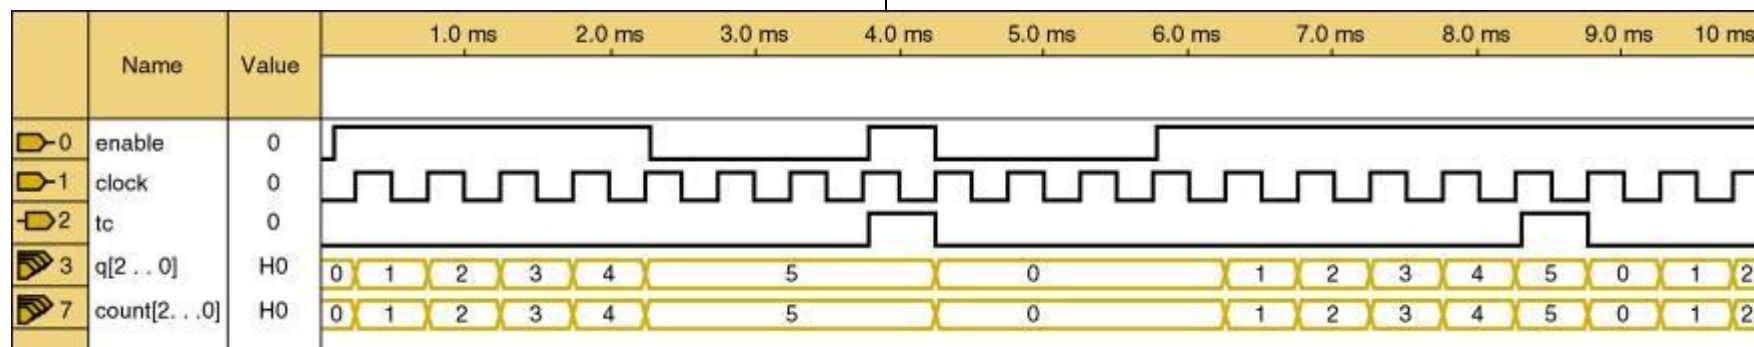 1.0 ms 2.0 ms 3.0 ms 4.0 ms 5.0 ms 6.0 ms 7.0 ms 8.0 ms 9.0 ms 10 ms
Name Value
0 enable 0
1 clock 0
2 tc 0
3 q[2 . . 0] H0 0 1 2 3 4 5 0 1 2 3 4 5 0 1 2
7 count[2. . .0] H0 0 1 2 3 4 5 0 1 2 3 4 5 0 1 2